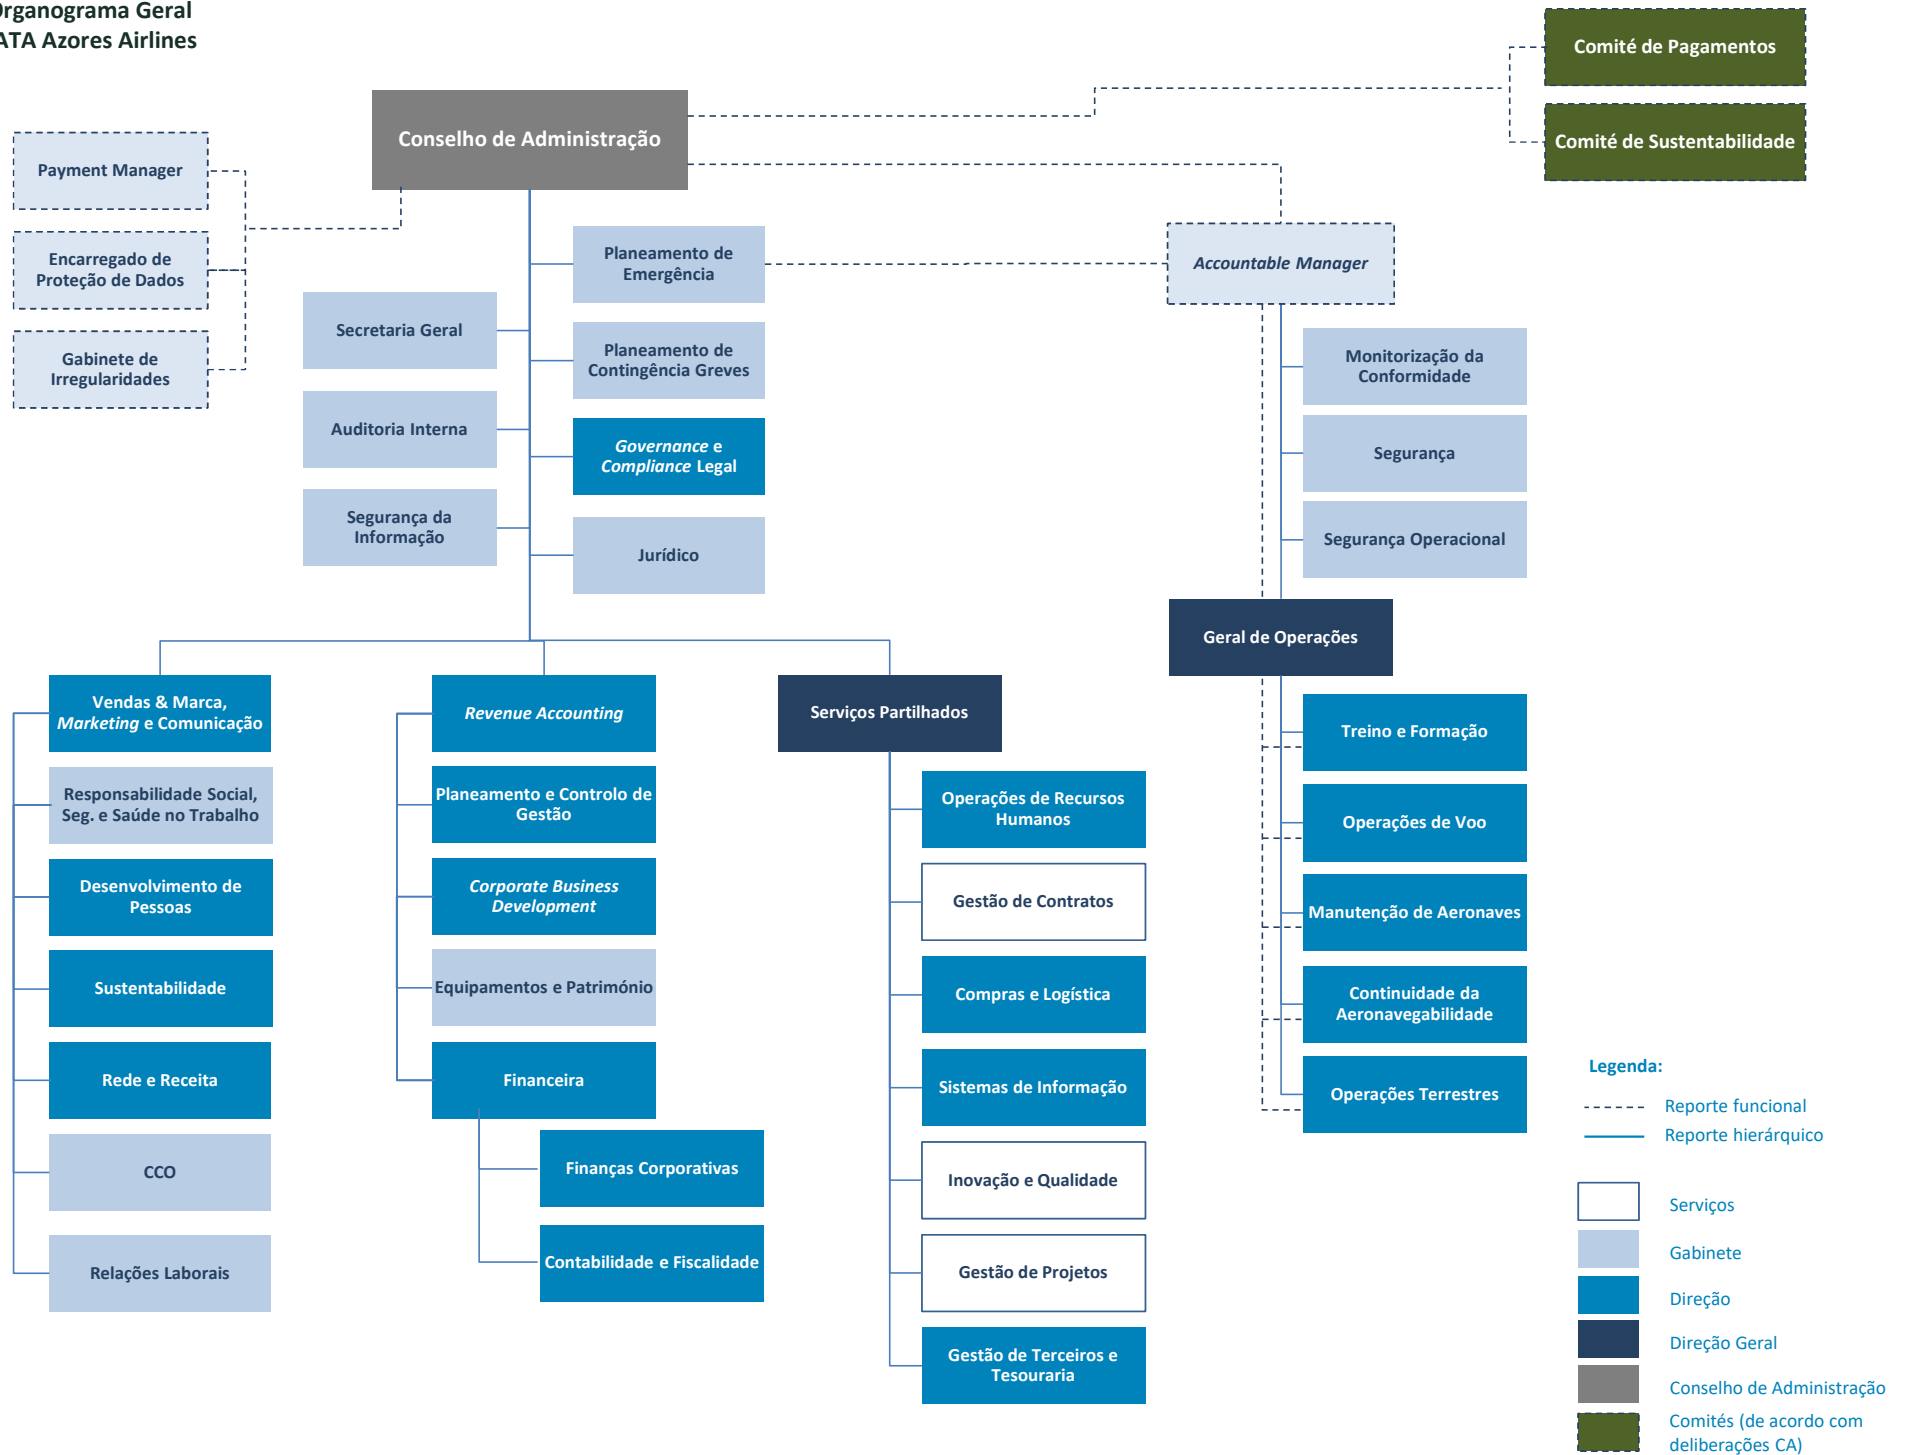 Organograma Geral
ATA Azores Airlines
Comité de Pagamentos
Comité de Sustentabilidade
Conselho de Administração
Payment Manager
Encarregado de
Proteção de Dados
Gabinete de
Irregularidades
Planeamento de
Emergência
Accountable Manager
Secretaria Geral
Planeamento de
Contingência Greves
Monitorização da
Conformidade
Auditoria Interna
Governance e
Compliance Legal
Segurança
Segurança da
Informação
Jurídico
Segurança Operacional
Geral de Operações
Vendas & Marca,
Marketing e Comunicação
Responsabilidade Social,
Seg. e Saúde no Trabalho
Desenvolvimento de
Pessoas
Sustentabilidade
Rede e Receita
CCO
Relações Laborais
Revenue Accounting
Planeamento e Controlo de
Gestão
Corporate Business
Development
Equipamentos e Património
Financeira
Finanças Corporativas
Contabilidade e Fiscalidade
Serviços Partilhados
Operações de Recursos
Humanos
Gestão de Contratos
Compras e Logística
Sistemas de Informação
Inovação e Qualidade
Gestão de Projetos
Gestão de Terceiros e
Tesouraria
Treino e Formação
Operações de Voo
Manutenção de Aeronaves
Continuidade da
Aeronavegabilidade
Operações Terrestres
Legenda:
Reporte funcional
Reporte hierárquico
Serviços
Gabinete
Direção
Direção Geral
Conselho de Administração
Comités (de acordo com
deliberações CA)